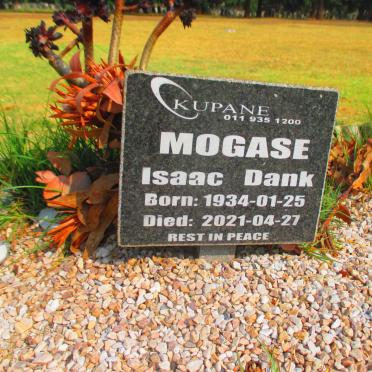 KUPANE
011 935 1200
MOGASE
Isaac Dank
Born: 1934-01-25
Died: 2021-04-27
REST IN PEACE